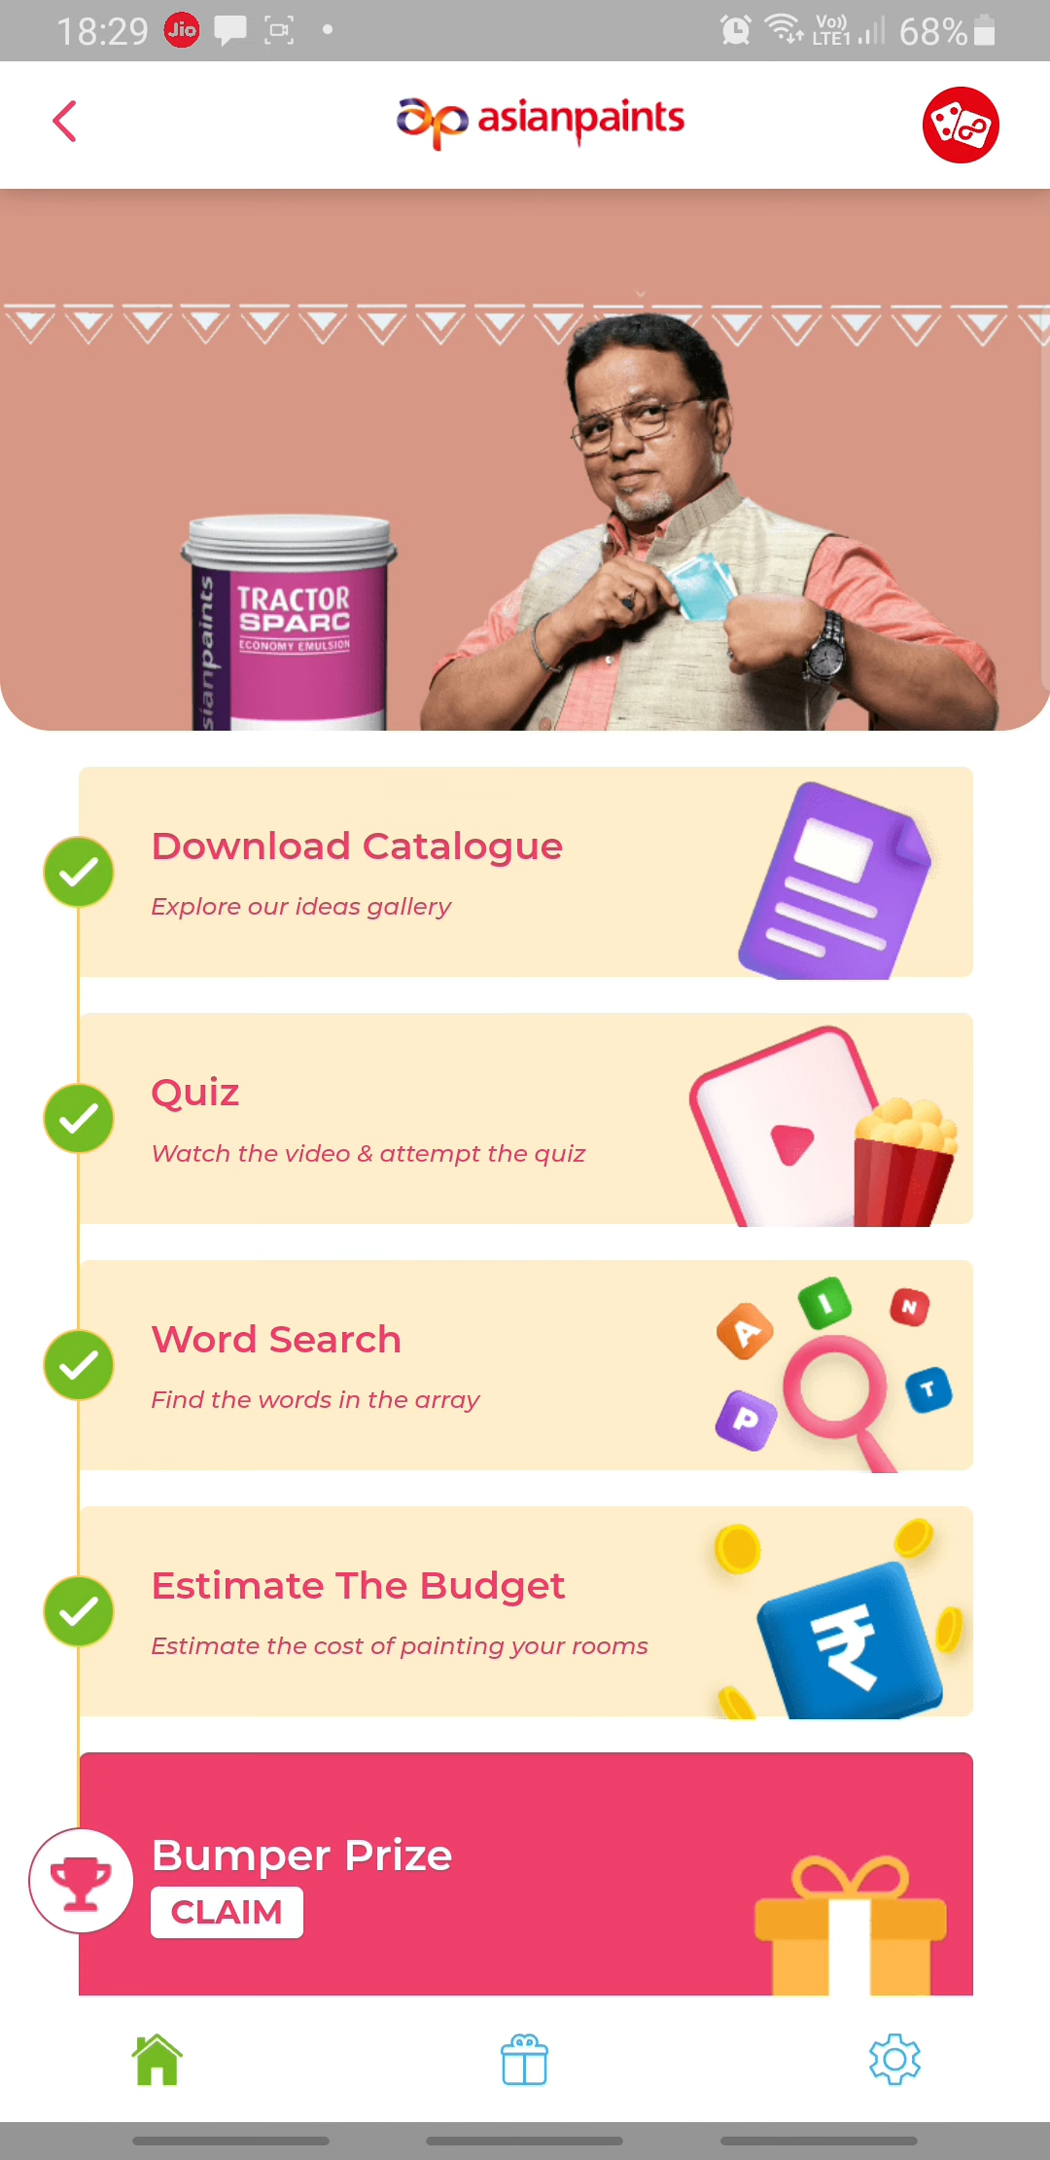 18:29 Jio Vo)) LTE1 68%
ap asianpaints
asianpaints
TRACTOR
SPARC
ECONOMY EMULSION
Download Catalogue
Explore our ideas gallery
Quiz
Watch the video & attempt the quiz
Word Search
Find the words in the array
A I N
P T
Estimate The Budget
Estimate the cost of painting your rooms
₹
Bumper Prize
CLAIM